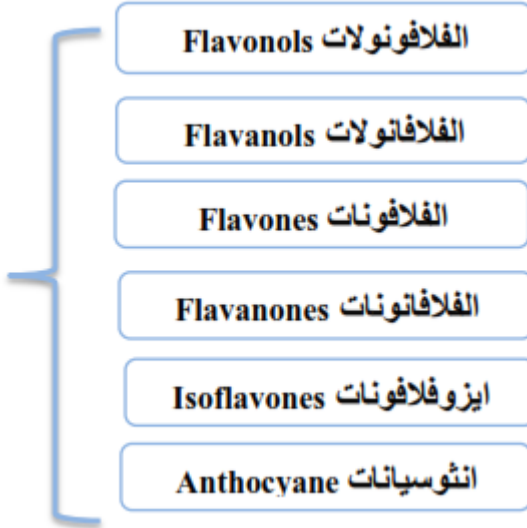 الفلافونولات Flavonols
الفلافانولات Flavanols
الفلافونات Flavones
الفلافانونات Flavanones
ايزوفلافونات Isoflavones
انثوسيانات Anthocyane